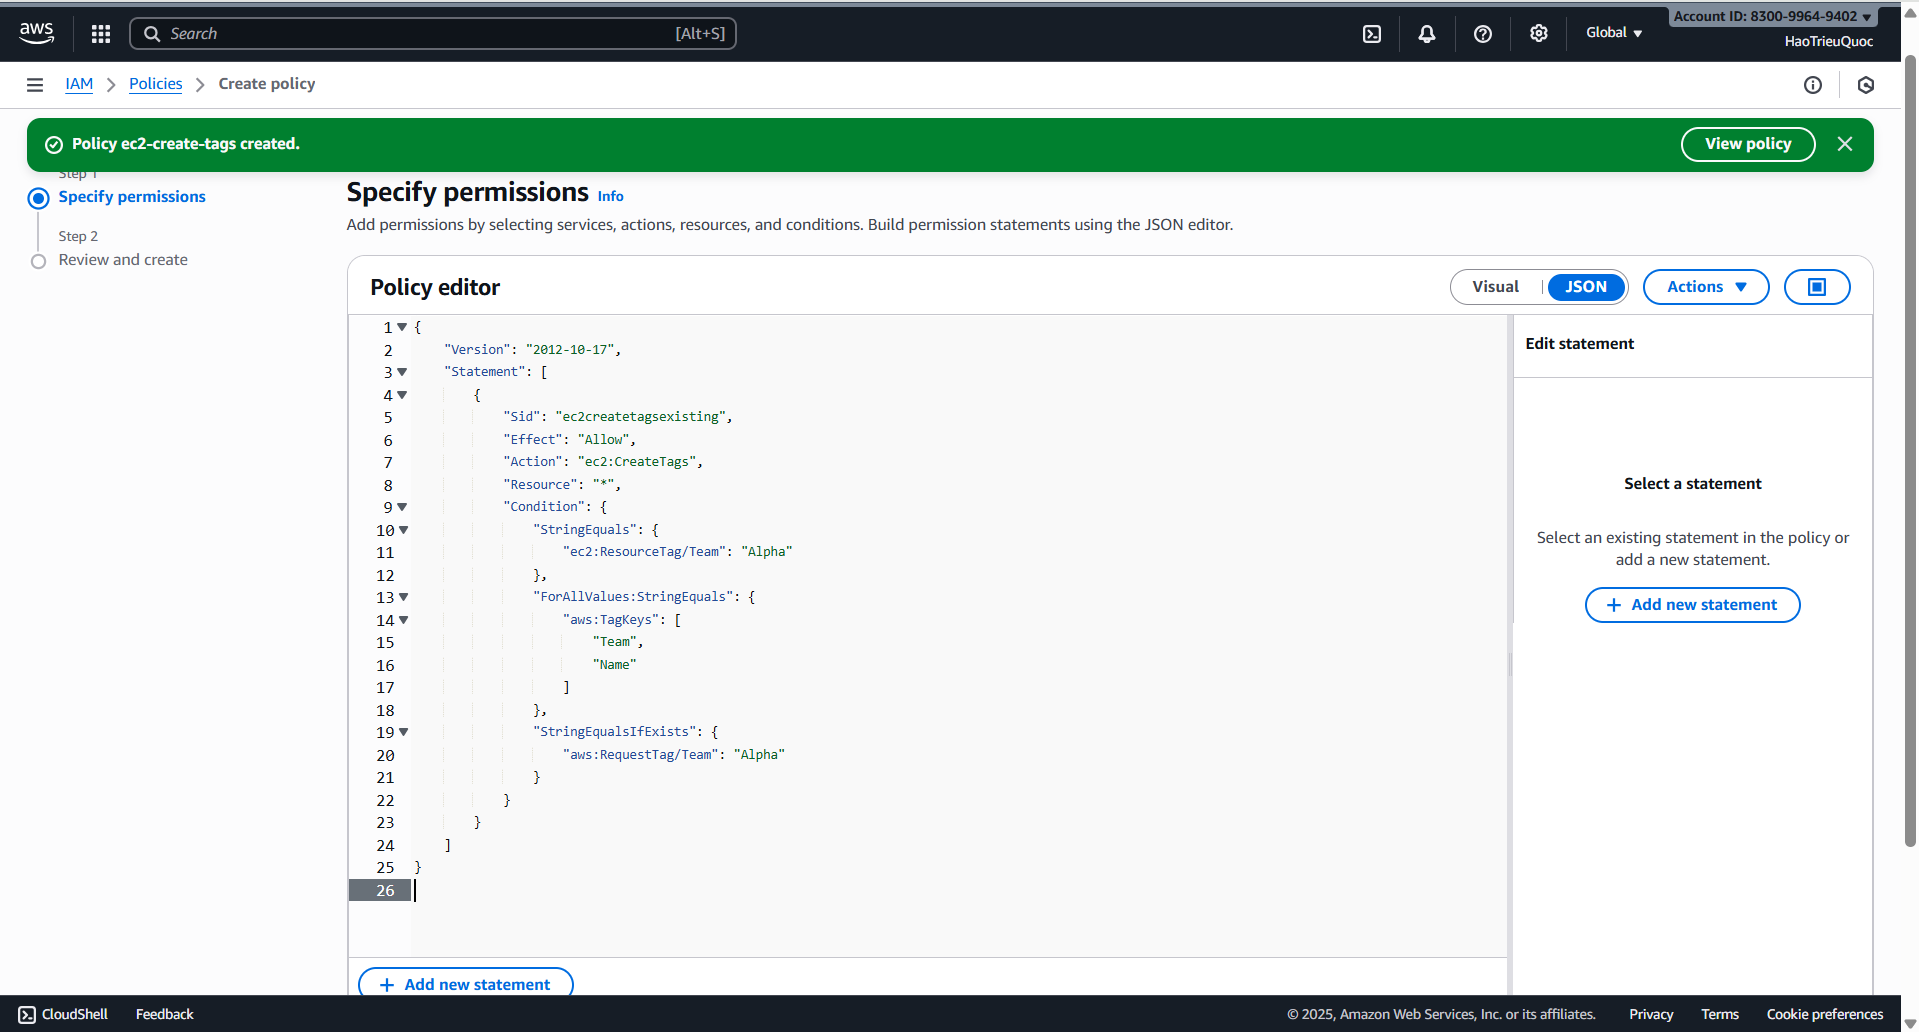 aws
Search
[Alt+S]
Global
Account ID: 8300-9964-9402
HaoTrieuQuoc
IAM
Policies
Create policy
Policy ec2-create-tags created.
View policy
Step 1
Specify permissions
Step 2
Review and create
Specify permissions
Info
Add permissions by selecting services, actions, resources, and conditions. Build permission statements using the JSON editor.
Policy editor
Visual
JSON
Actions
1 {
2 "Version": "2012-10-17",
3 "Statement": [
4 {
5 "Sid": "ec2createtagsexisting",
6 "Effect": "Allow",
7 "Action": "ec2:CreateTags",
8 "Resource": "*",
9 "Condition": {
10 "StringEquals": {
11 "ec2:ResourceTag/Team": "Alpha"
12 },
13 "ForAllValues:StringEquals": {
14 "aws:TagKeys": [
15 "Team",
16 "Name"
17 ]
18 },
19 "StringEqualsIfExists": {
20 "aws:RequestTag/Team": "Alpha"
21 }
22 }
23 }
24 ]
25 }
26
+ Add new statement
Edit statement
Select a statement
Select an existing statement in the policy or
add a new statement.
+ Add new statement
CloudShell
Feedback
© 2025, Amazon Web Services, Inc. or its affiliates.
Privacy
Terms
Cookie preferences